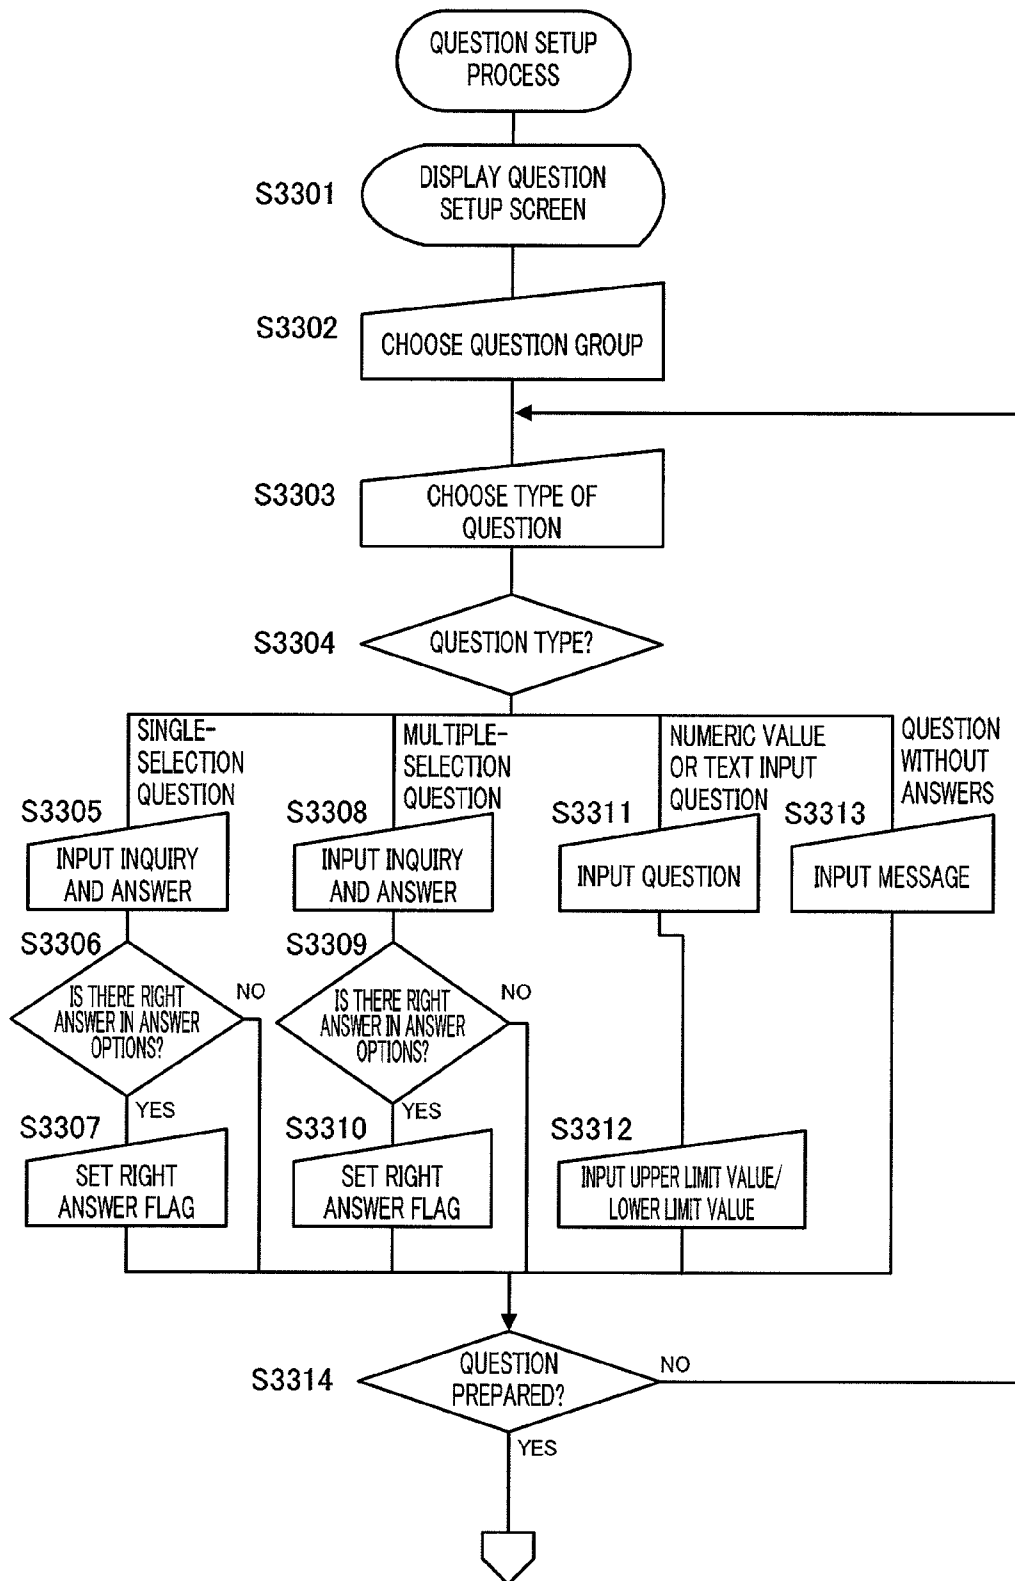 QUESTION SETUP
PROCESS
S3301
DISPLAY QUESTION
SETUP SCREEN
S3302
CHOOSE QUESTION GROUP
S3303
CHOOSE TYPE OF
QUESTION
S3304
QUESTION TYPE?
SINGLE-
SELECTION
QUESTION
MULTIPLE-
SELECTION
QUESTION
NUMERIC VALUE
OR TEXT INPUT
QUESTION
QUESTION
WITHOUT
ANSWERS
S3305
INPUT INQUIRY
AND ANSWER
S3308
INPUT INQUIRY
AND ANSWER
S3311
INPUT QUESTION
S3313
INPUT MESSAGE
S3306
IS THERE RIGHT
ANSWER IN ANSWER
OPTIONS?
NO
YES
S3309
IS THERE RIGHT
ANSWER IN ANSWER
OPTIONS?
NO
YES
S3307
SET RIGHT
ANSWER FLAG
S3310
SET RIGHT
ANSWER FLAG
S3312
INPUT UPPER LIMIT VALUE/
LOWER LIMIT VALUE
S3314
QUESTION
PREPARED?
NO
YES